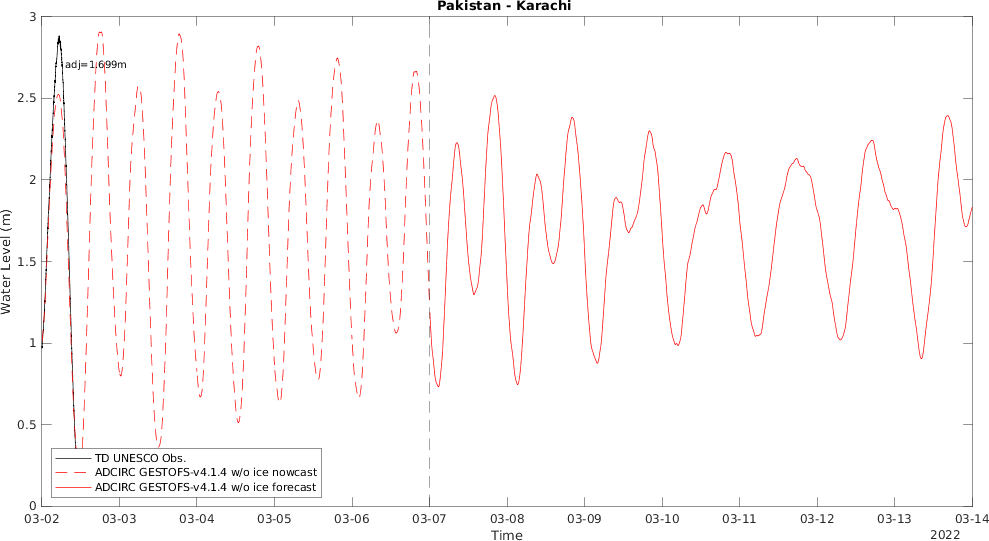 Pakistan - Karachi
3
2.5
2
1.5
1
0.5
0
Water Level (m)
adj=1.699m
TD UNESCO Obs.
ADCIRC GESTOFS-v4.1.4 w/o ice nowcast
ADCIRC GESTOFS-v4.1.4 w/o ice forecast
03-02 03-03 03-04 03-05 03-06 03-07 03-08 03-09 03-10 03-11 03-12 03-13 03-14
Time
2022